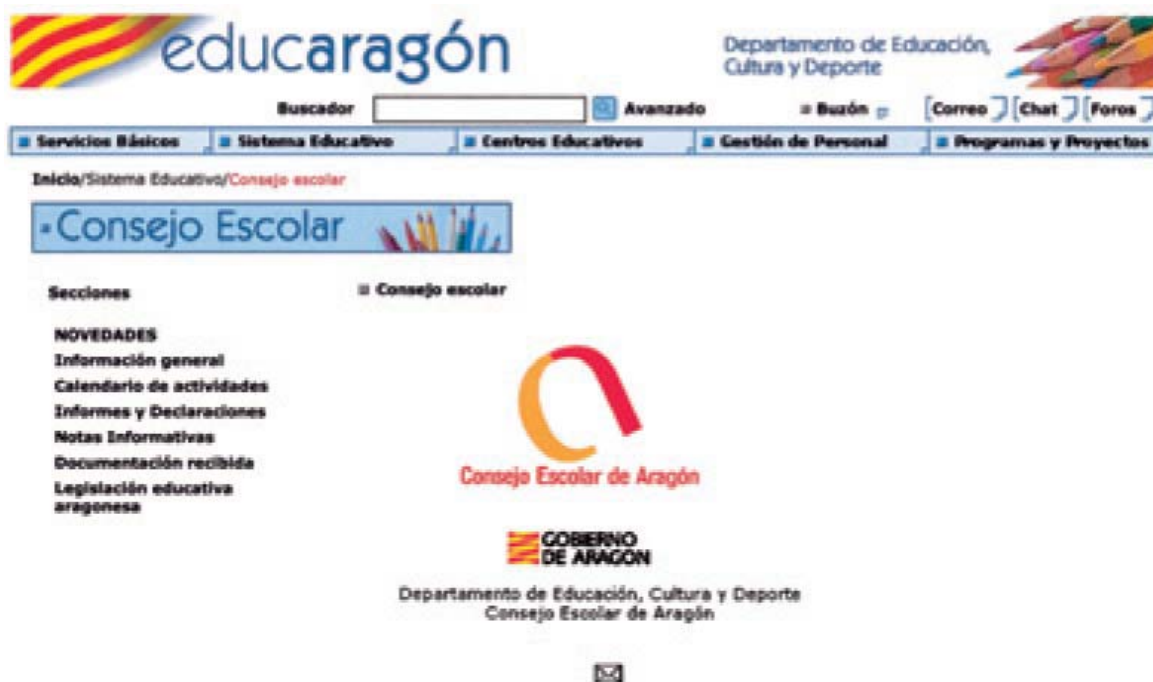 educaragón
Departamento de Educación,
Cultura y Deporte
Buscador Avanzado Buzón Correo Chat Foros
Servicios Básicos Sistema Educativo Centros Educativos Gestión de Personal Programas y Proyectos
Inicio/Sistema Educativo/Consejo escolar
Consejo Escolar
Secciones
Consejo escolar
NOVEDADES
Información general
Calendario de actividades
Informes y Declaraciones
Notas Informativas
Documentación recibida
Legislación educativa
aragonesa
Consejo Escolar de Aragón
GOBIERNO
DE ARAGON
Departamento de Educación, Cultura y Deporte
Consejo Escolar de Aragón